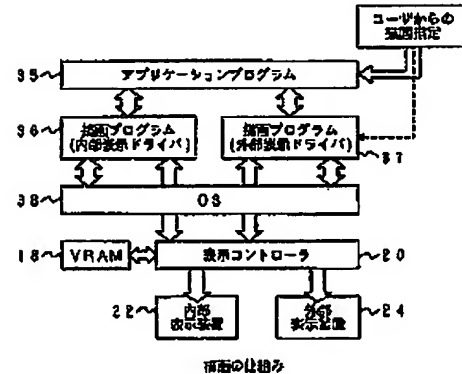 ユーザからの
描画指定
35
アプリケーションプログラム
36
描画プログラム
(内部表示ドライバ)
描画プログラム
(外部表示ドライバ)
37
38
OS
18
VRAM
表示コントローラ
20
22
内部
表示装置
外部
表示装置
24
描画の仕組み